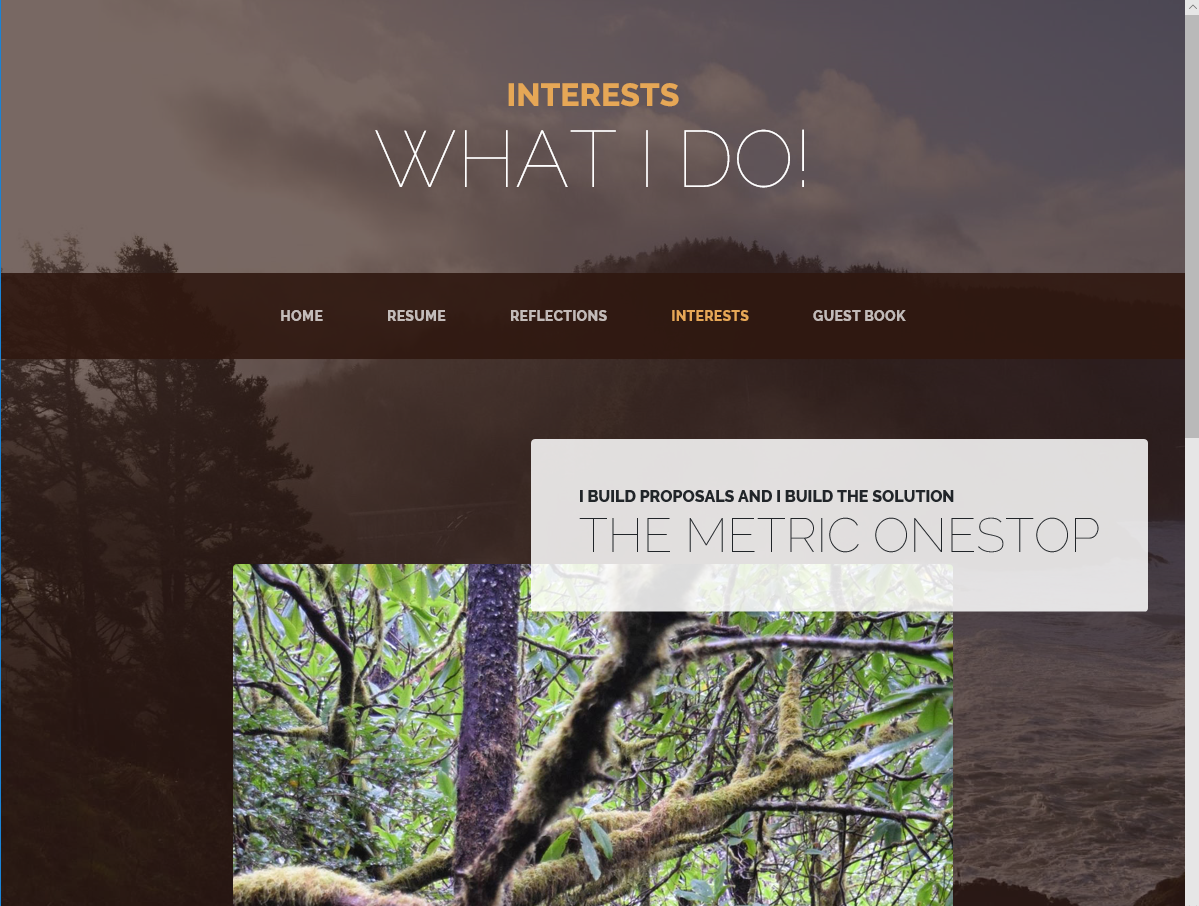 INTERESTS
WHAT I DO!
HOME RESUME REFLECTIONS INTERESTS GUEST BOOK
I BUILD PROPOSALS AND I BUILD THE SOLUTION
THE METRIC ONESTOP